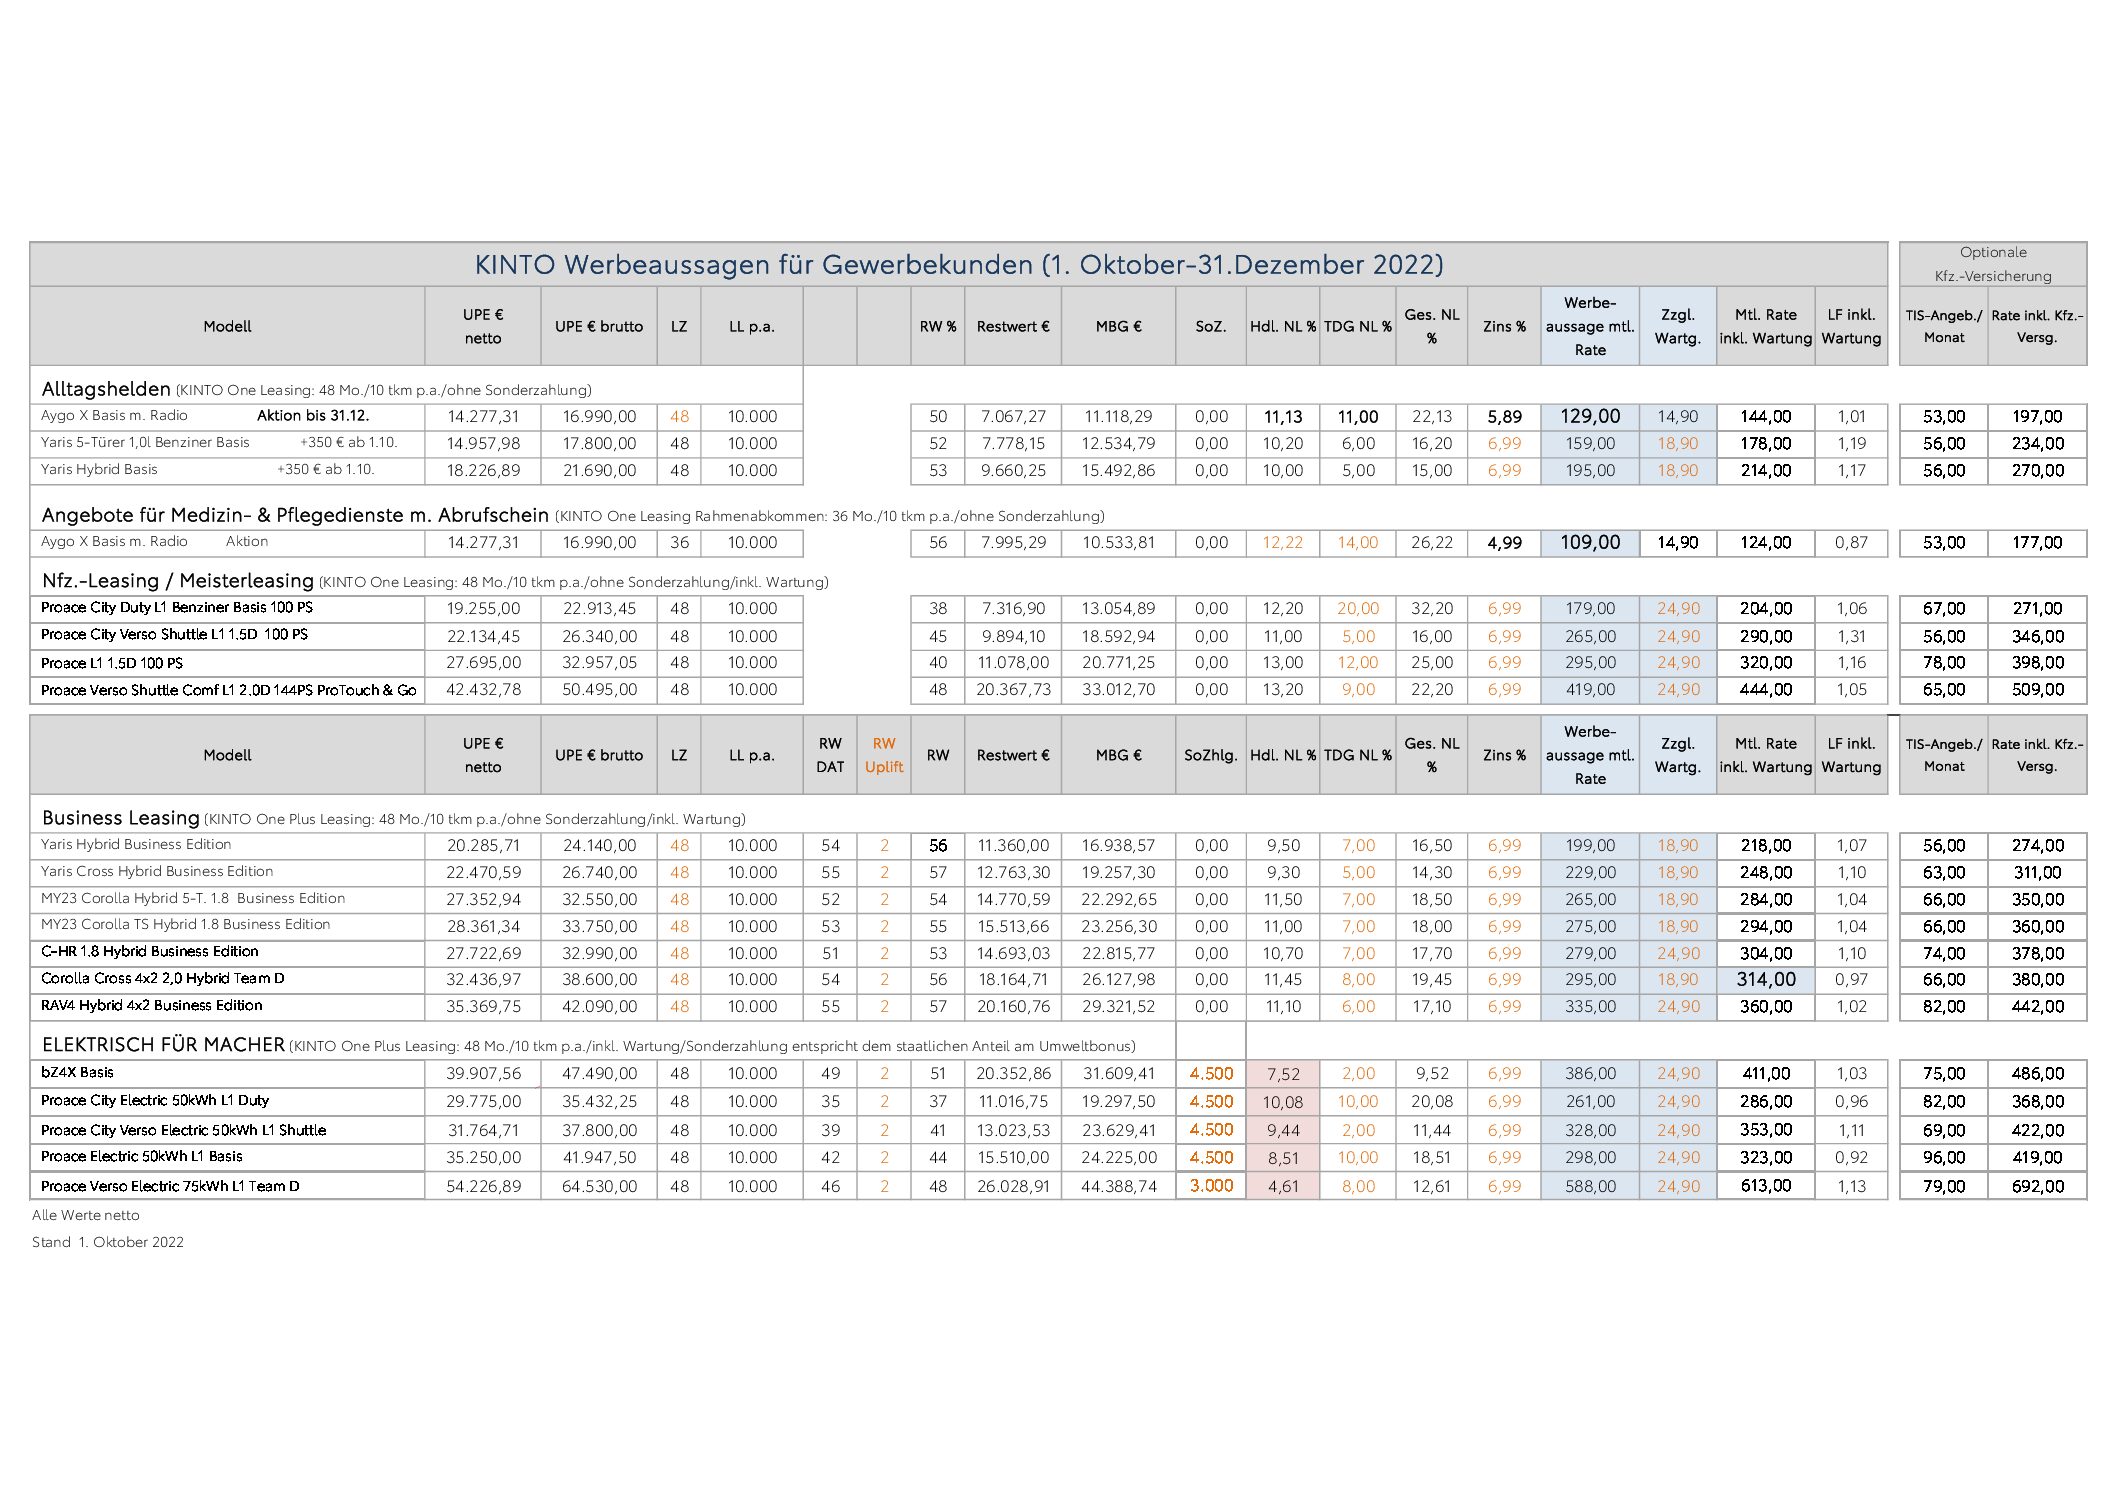 KINTO Werbeaussagen für Gewerbekunden (1. Oktober-31.Dezember 2022) Optionale Kfz.-Versicherung
Modell UPE € netto UPE € brutto LZ LL p.a. RW % Restwert € MBG € SoZ. Hdl. NL % TDG NL % Ges. NL % Zins % Werbe-aussage mtl. Rate Zzgl. Wartg. Mtl. Rate inkl. Wartung LF inkl. Wartung TIS-Angeb./ Monat Rate inkl. Kfz.-Versg.
Alltagshelden (KINTO One Leasing: 48 Mo./10 tkm p.a./ohne Sonderzahlung)
Aygo X Basis m. Radio Aktion bis 31.12. 14.277,31 16.990,00 48 10.000 50 7.067,27 11.118,29 0,00 11,13 11,00 22,13 5,89 129,00 14,90 144,00 1,01 53,00 197,00
Yaris 5-Türer 1,0l Benziner Basis +350 € ab 1.10. 14.957,98 17.800,00 48 10.000 52 7.778,15 12.534,79 0,00 10,20 6,00 16,20 6,99 159,00 18,90 178,00 1,19 56,00 234,00
Yaris Hybrid Basis +350 € ab 1.10. 18.226,89 21.690,00 48 10.000 53 9.660,25 15.492,86 0,00 10,00 5,00 15,00 6,99 195,00 18,90 214,00 1,17 56,00 270,00
Angebote für Medizin- & Pflegedienste m. Abrufschein (KINTO One Leasing Rahmenabkommen: 36 Mo./10 tkm p.a./ohne Sonderzahlung)
Aygo X Basis m. Radio Aktion 14.277,31 16.990,00 36 10.000 56 7.995,29 10.533,81 0,00 12,22 14,00 26,22 4,99 109,00 14,90 124,00 0,87 53,00 177,00
Nfz.-Leasing / Meisterleasing (KINTO One Leasing: 48 Mo./10 tkm p.a./ohne Sonderzahlung/inkl. Wartung)
Proace City Duty L1 Benziner Basis 100 PS 19.255,00 22.913,45 48 10.000 38 7.316,90 13.054,89 0,00 12,20 20,00 32,20 6,99 179,00 24,90 204,00 1,06 67,00 271,00
Proace City Verso Shuttle L1 1.5D 100 PS 22.134,45 26.340,00 48 10.000 45 9.894,10 18.592,94 0,00 11,00 5,00 16,00 6,99 265,00 24,90 290,00 1,31 56,00 346,00
Proace L1 1.5D 100 PS 27.695,00 32.957,05 48 10.000 40 11.078,00 20.771,25 0,00 13,00 12,00 25,00 6,99 295,00 24,90 320,00 1,16 78,00 398,00
Proace Verso Shuttle Comf L1 2.0D 144PS ProTouch & Go 42.432,78 50.495,00 48 10.000 48 20.367,73 33.012,70 0,00 13,20 9,00 22,20 6,99 419,00 24,90 444,00 1,05 65,00 509,00
Modell UPE € netto UPE € brutto LZ LL p.a. RW DAT RW Uplift RW Restwert € MBG € SoZhlg. Hdl. NL % TDG NL % Ges. NL % Zins % Werbe-aussage mtl. Rate Zzgl. Wartg. Mtl. Rate inkl. Wartung LF inkl. Wartung TIS-Angeb./ Monat Rate inkl. Kfz.-Versg.
Business Leasing (KINTO One Plus Leasing: 48 Mo./10 tkm p.a./ohne Sonderzahlung/inkl. Wartung)
Yaris Hybrid Business Edition 20.285,71 24.140,00 48 10.000 54 2 56 11.360,00 16.938,57 0,00 9,50 7,00 16,50 6,99 199,00 18,90 218,00 1,07 56,00 274,00
Yaris Cross Hybrid Business Edition 22.470,59 26.740,00 48 10.000 55 2 57 12.763,30 19.257,30 0,00 9,30 5,00 14,30 6,99 229,00 18,90 248,00 1,10 63,00 311,00
MY23 Corolla Hybrid 5-T. 1.8 Business Edition 27.352,94 32.550,00 48 10.000 52 2 54 14.770,59 22.292,65 0,00 11,50 7,00 18,50 6,99 265,00 18,90 284,00 1,04 66,00 350,00
MY23 Corolla TS Hybrid 1.8 Business Edition 28.361,34 33.750,00 48 10.000 53 2 55 15.513,66 23.256,30 0,00 11,00 7,00 18,00 6,99 275,00 18,90 294,00 1,04 66,00 360,00
C-HR 1.8 Hybrid Business Edition 27.722,69 32.990,00 48 10.000 51 2 53 14.693,03 22.815,77 0,00 10,70 7,00 17,70 6,99 279,00 24,90 304,00 1,10 74,00 378,00
Corolla Cross 4x2 2,0 Hybrid Team D 32.436,97 38.600,00 48 10.000 54 2 56 18.164,71 26.127,98 0,00 11,45 8,00 19,45 6,99 295,00 18,90 314,00 0,97 66,00 380,00
RAV4 Hybrid 4x2 Business Edition 35.369,75 42.090,00 48 10.000 55 2 57 20.160,76 29.321,52 0,00 11,10 6,00 17,10 6,99 335,00 24,90 360,00 1,02 82,00 442,00
ELEKTRISCH FÜR MACHER (KINTO One Plus Leasing: 48 Mo./10 tkm p.a./inkl. Wartung/Sonderzahlung entspricht dem staatlichen Anteil am Umweltbonus)
bZ4X Basis 39.907,56 47.490,00 48 10.000 49 2 51 20.352,86 31.609,41 4.500 7,52 2,00 9,52 6,99 386,00 24,90 411,00 1,03 75,00 486,00
Proace City Electric 50kWh L1 Duty 29.775,00 35.432,25 48 10.000 35 2 37 11.016,75 19.297,50 4.500 10,08 10,00 20,08 6,99 261,00 24,90 286,00 0,96 82,00 368,00
Proace City Verso Electric 50kWh L1 Shuttle 31.764,71 37.800,00 48 10.000 39 2 41 13.023,53 23.629,41 4.500 9,44 2,00 11,44 6,99 328,00 24,90 353,00 1,11 69,00 422,00
Proace Electric 50kWh L1 Basis 35.250,00 41.947,50 48 10.000 42 2 44 15.510,00 24.225,00 4.500 8,51 10,00 18,51 6,99 298,00 24,90 323,00 0,92 96,00 419,00
Proace Verso Electric 75kWh L1 Team D 54.226,89 64.530,00 48 10.000 46 2 48 26.028,91 44.388,74 3.000 4,61 8,00 12,61 6,99 588,00 24,90 613,00 1,13 79,00 692,00
Alle Werte netto
Stand 1. Oktober 2022